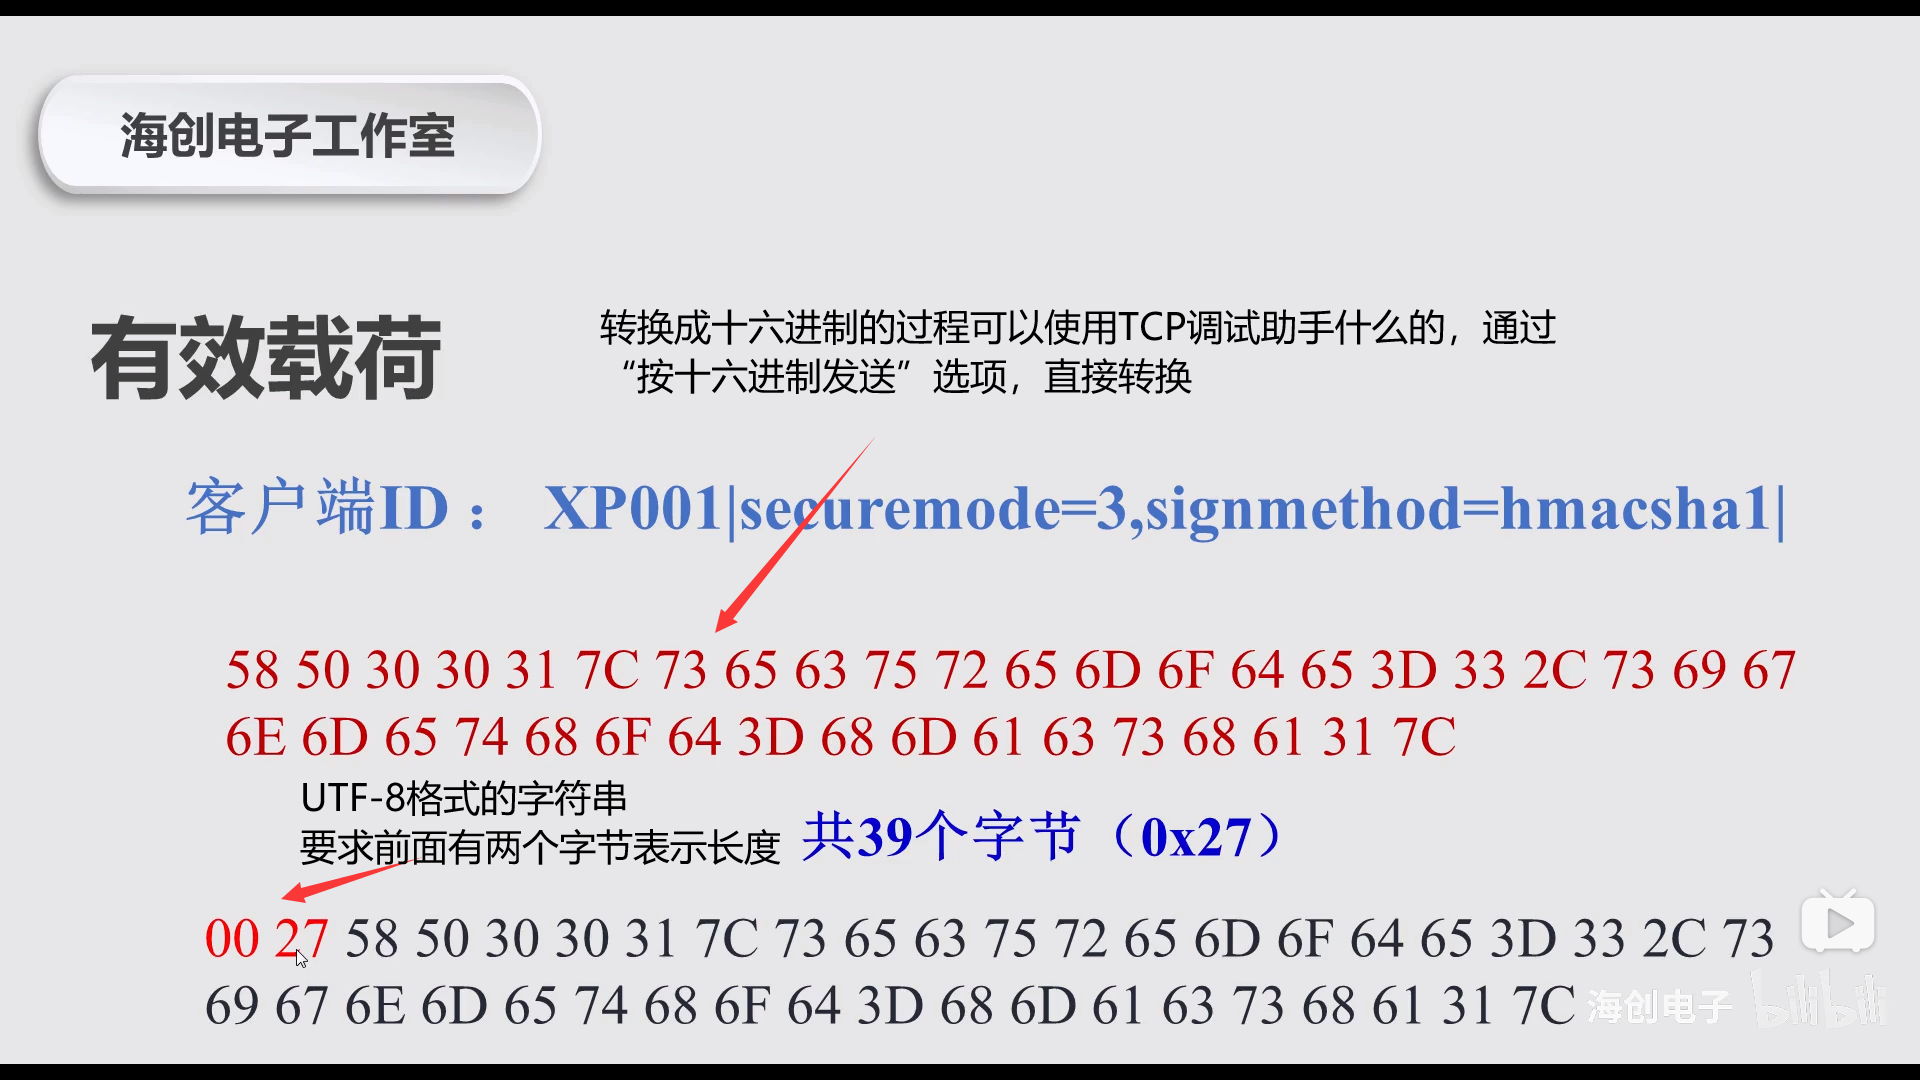 海创电子工作室
有效载荷
转换成十六进制的过程可以使用TCP调试助手什么的，通过
“按十六进制发送”选项，直接转换
客户端ID： XP001|securemode=3,signmethod=hmacsha1|
58 50 30 30 31 7C 73 65 63 75 72 65 6D 6F 64 65 3D 33 2C 73 69 67
6E 6D 65 74 68 6F 64 3D 68 6D 61 63 73 68 61 31 7C
UTF-8格式的字符串
要求前面有两个字节表示长度
共39个字节（0x27）
00 27 58 50 30 30 31 7C 73 65 63 75 72 65 6D 6F 64 65 3D 33 2C 73
69 67 6E 6D 65 74 68 6F 64 3D 68 6D 61 63 73 68 61 31 7C
海创电子 bilibili